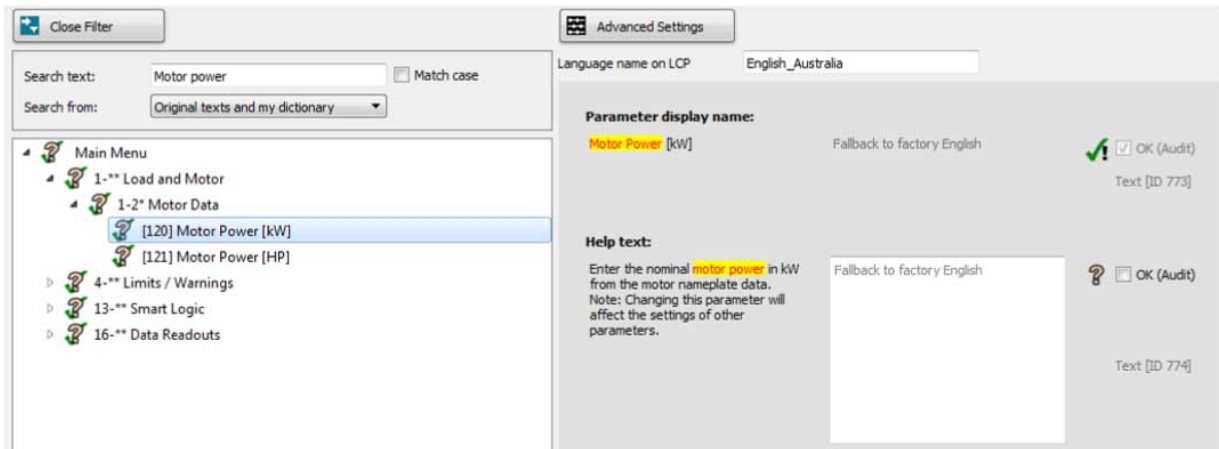 Close Filter
Search text: Motor power Match case
Search from: Original texts and my dictionary
Main Menu
1-** Load and Motor
1-2* Motor Data
[120] Motor Power [kW]
[121] Motor Power [HP]
4-** Limits / Warnings
13-** Smart Logic
16-** Data Readouts
Advanced Settings
Language name on LCP English_Australia
Parameter display name:
Motor Power [kW] Fallback to factory English OK (Audit)
Text [ID 773]
Help text:
Enter the nominal motor power in kW
from the motor nameplate data.
Note: Changing this parameter will
affect the settings of other
parameters.
Fallback to factory English
OK (Audit)
Text [ID 774]